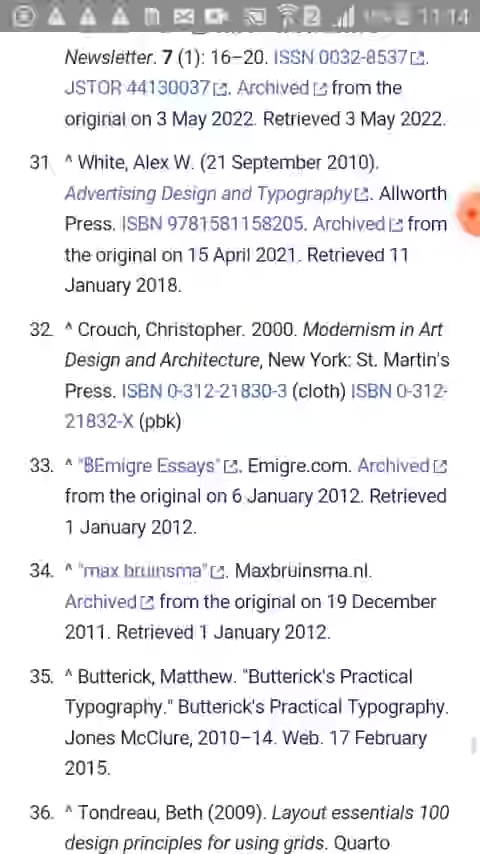 11:14
Newsletter. 7 (1): 16–20. ISSN 0032-8537.
JSTOR 44130037. Archived from the
original on 3 May 2022. Retrieved 3 May 2022.
31. ^ White, Alex W. (21 September 2010).
Advertising Design and Typography. Allworth
Press. ISBN 9781581158205. Archived from
the original on 15 April 2021. Retrieved 11
January 2018.
32. ^ Crouch, Christopher. 2000. Modernism in Art
Design and Architecture, New York: St. Martin's
Press. ISBN 0-312-21830-3 (cloth) ISBN 0-312-
21832-X (pbk)
33. ^ "BEmigre Essays". Emigre.com. Archived
from the original on 6 January 2012. Retrieved
1 January 2012.
34. ^ "max bruinsma". Maxbruinsma.nl.
Archived from the original on 19 December
2011. Retrieved 1 January 2012.
35. ^ Butterick, Matthew. "Butterick's Practical
Typography." Butterick's Practical Typography.
Jones McClure, 2010–14. Web. 17 February
2015.
36. ^ Tondreau, Beth (2009). Layout essentials 100
design principles for using grids. Quarto